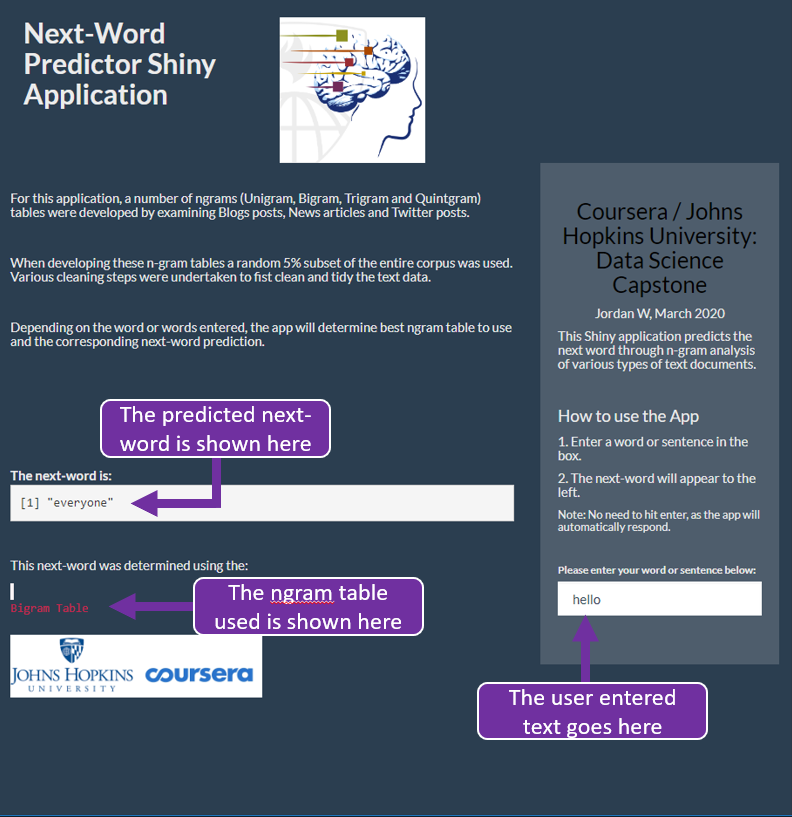 Next-Word
Predictor Shiny
Application
For this application, a number of ngrams (Unigram, Bigram, Trigram and Quintgram)
tables were developed by examining Blogs posts, News articles and Twitter posts.
When developing these n-gram tables a random 5% subset of the entire corpus was used.
Various cleaning steps were undertaken to fist clean and tidy the text data.
Depending on the word or words entered, the app will determine best ngram table to use
and the corresponding next-word prediction.
The predicted next-
word is shown here
The next-word is:
[1] "everyone"
This next-word was determined using the:
Bigram Table
The ngram table
used is shown here
JOHNS HOPKINS
UNIVERSITY
coursera
Coursera / Johns
Hopkins University:
Data Science
Capstone
Jordan W, March 2020
This Shiny application predicts the
next word through n-gram analysis
of various types of text documents.
How to use the App
1. Enter a word or sentence in the
box.
2. The next-word will appear to the
left.
Note: No need to hit enter, as the app will
automatically respond.
Please enter your word or sentence below:
hello
The user entered
text goes here